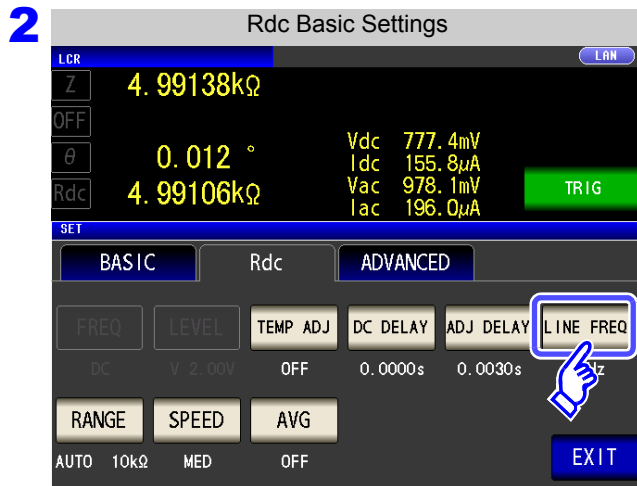 2
Rdc Basic Settings
LCR
LAN
Z 4.99138kΩ
OFF
θ 0.012 °
Rdc 4.99106kΩ
Vdc 777.4mV
Idc 155.8μA
Vac 978.1mV
Iac 196.0μA
TRIG
SET
BASIC Rdc ADVANCED
FREQ LEVEL TEMP ADJ DC DELAY ADJ DELAY LINE FREQ
DC V 2.00V OFF 0.0000s 0.0030s
RANGE SPEED AVG
AUTO 10kΩ MED OFF
EXIT